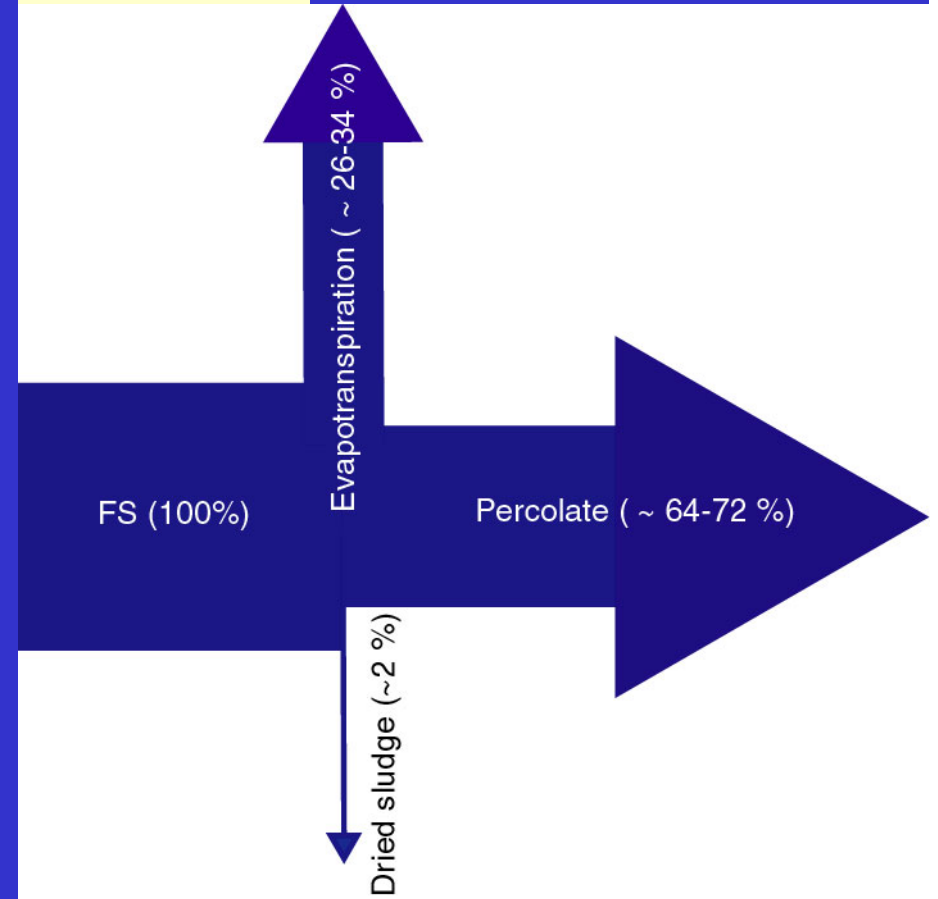 Evapotranspiration ( ~ 26-34 %)
FS (100%)
Percolate ( ~ 64-72 %)
Dried sludge (~2 %)